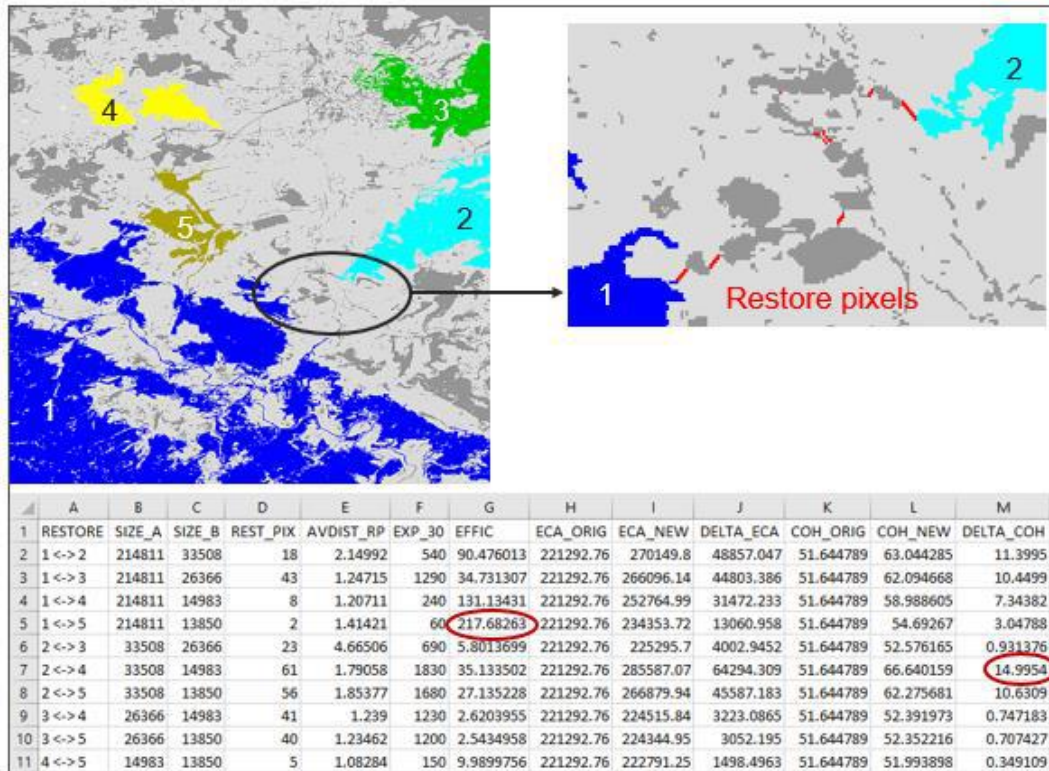 4
3
5
2
1
2
1
Restore pixels
A B C D E F G H I J K L M
1 RESTORE SIZE_A SIZE_B REST_PIX AVDIST_RP EXP_30 EFFIC ECA_ORIG ECA_NEW DELTA_ECA COH_ORIG COH_NEW DELTA_COH
2 1 <-> 2 214811 33508 18 2.14992 540 90.476013 221292.76 270149.8 48857.047 51.644789 63.044285 11.3995
3 1 <-> 3 214811 26366 43 1.24715 1290 34.731307 221292.76 266096.14 44803.386 51.644789 62.094668 10.4499
4 1 <-> 4 214811 14983 8 1.20711 240 131.13431 221292.76 252764.99 31472.233 51.644789 58.988605 7.34382
5 1 <-> 5 214811 13850 2 1.41421 60 217.68263 221292.76 234353.72 13060.958 51.644789 54.69267 3.04788
6 2 <-> 3 33508 26366 23 4.66506 690 5.8013699 221292.76 225295.7 4002.9452 51.644789 52.576165 0.931376
7 2 <-> 4 33508 14983 61 1.79058 1830 35.133502 221292.76 285587.07 64294.309 51.644789 66.640159 14.9954
8 2 <-> 5 33508 13850 56 1.85377 1680 27.135228 221292.76 266879.94 45587.183 51.644789 62.275681 10.6309
9 3 <-> 4 26366 14983 41 1.239 1230 2.6203955 221292.76 224515.84 3223.0865 51.644789 52.391973 0.747183
10 3 <-> 5 26366 13850 40 1.23462 1200 2.5434958 221292.76 224344.95 3052.195 51.644789 52.352216 0.707427
11 4 <-> 5 14983 13850 5 1.08284 150 9.9899756 221292.76 222791.25 1498.4963 51.644789 51.993898 0.349109